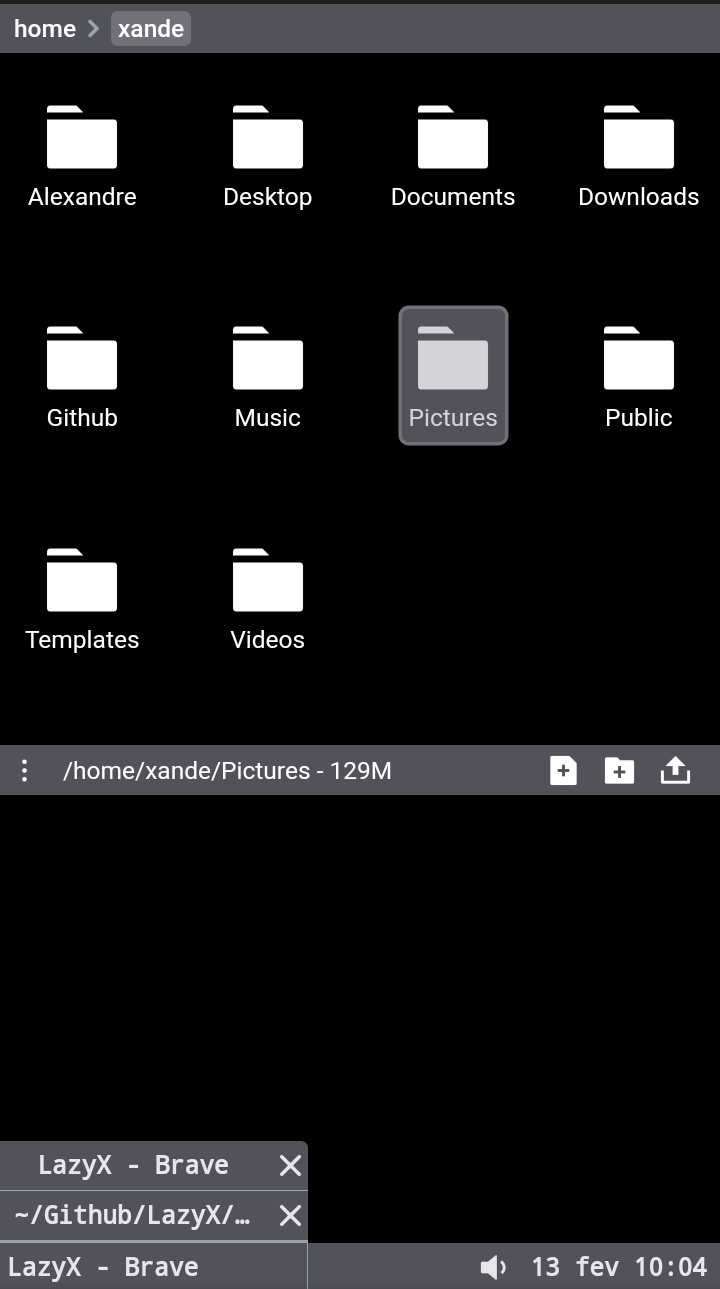 home xande
Alexandre Desktop Documents Downloads
Github Music Pictures Public
Templates Videos
/home/xande/Pictures - 129M
LazyX - Brave
~/Github/LazyX/…
LazyX - Brave 13 fev 10:04